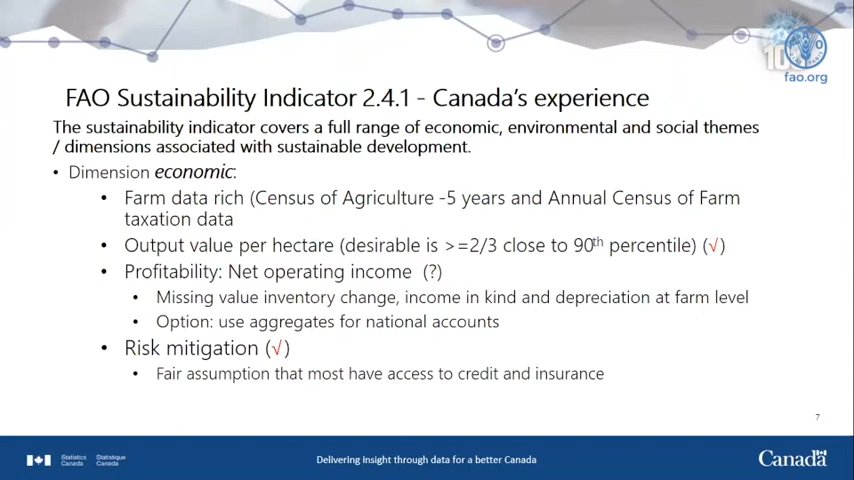 fao.org
FAO Sustainability Indicator 2.4.1 - Canada's experience
The sustainability indicator covers a full range of economic, environmental and social themes
/ dimensions associated with sustainable development.
• Dimension economic:
• Farm data rich (Census of Agriculture -5 years and Annual Census of Farm
taxation data
• Output value per hectare (desirable is >=2/3 close to 90th percentile) (√)
• Profitability: Net operating income (?)
• Missing value inventory change, income in kind and depreciation at farm level
• Option: use aggregates for national accounts
• Risk mitigation (√)
• Fair assumption that most have access to credit and insurance
7
Statistics Statistique
Canada Canada
Delivering insight through data for a better Canada
Canada